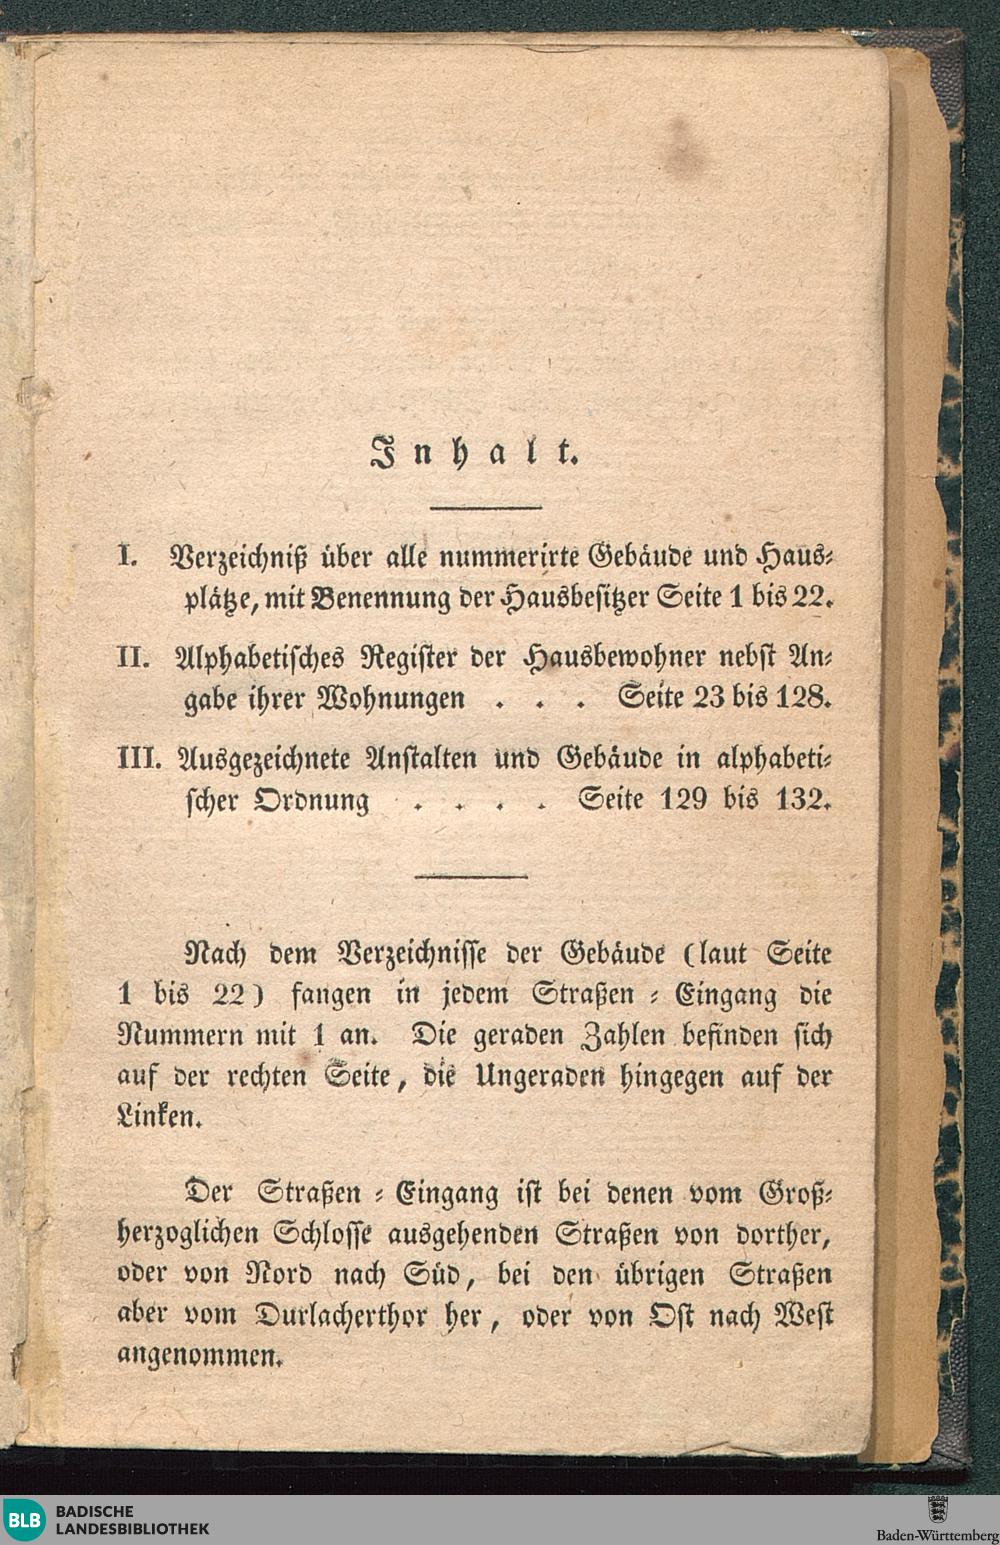 Inhalt.
I. Verzeichniß über alle nummerirte Gebäude und Haus-
plätze, mit Benennung der Hausbesitzer Seite 1 bis 22.
II. Alphabetisches Register der Hausbewohner nebst An-
gabe ihrer Wohnungen . . . Seite 23 bis 128.
III. Ausgezeichnete Anstalten und Gebäude in alphabeti-
scher Ordnung . . . . Seite 129 bis 132.
Nach dem Verzeichnisse der Gebäude (laut Seite
1 bis 22) fangen in jedem Straßen-Eingang die
Nummern mit 1 an. Die geraden Zahlen befinden sich
auf der rechten Seite, die Ungeraden hingegen auf der
Linken.
Der Straßen-Eingang ist bei denen vom Groß-
herzoglichen Schlosse ausgehenden Straßen von dorther,
oder von Nord nach Süd, bei den übrigen Straßen
aber vom Durlacherthor her, oder von Ost nach West
angenommen.
BLB BADISCHE
LANDESBIBLIOTHEK
Baden-Württemberg